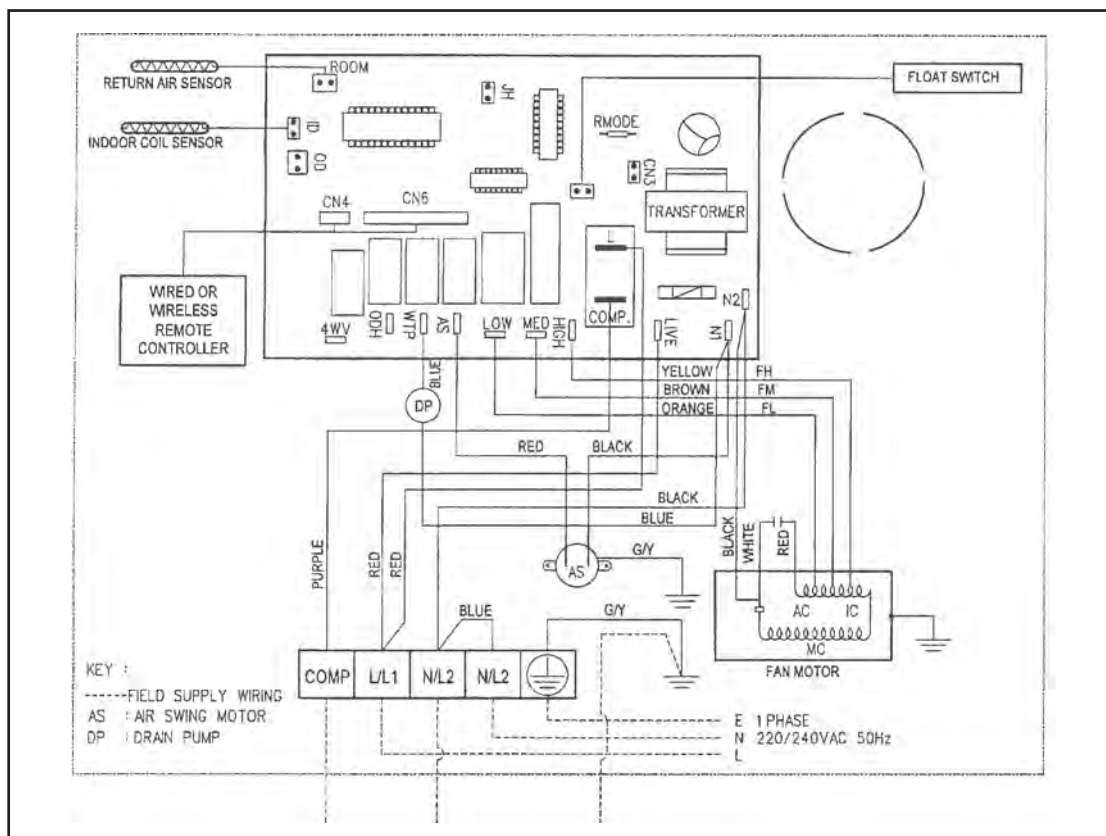 ROOM
RETURN AIR SENSOR
FLOAT SWITCH
JH
RMODE
ID
INDOOR COIL SENSOR
OD
CN3
CN4
CN6
TRANSFORMER
L
WIRED OR
WIRELESS
REMOTE
CONTROLLER
COMP.
N2
4WV
ODH
WTP
AS
LOW
MED
HIGH
LIVE
N1
BLUE
YELLOW FH
BROWN FM
ORANGE FL
DP
RED
BLACK
BLACK
BLUE
BLACK
WHITE
RED
PURPLE
RED
RED
G/Y
AS
AC IC
MC
FAN MOTOR
BLUE
G/Y
COMP L/L1 N/L2 N/L2
KEY :
------FIELD SUPPLY WIRING
AS : AIR SWING MOTOR
DP : DRAIN PUMP
E 1 PHASE
N 220/240VAC 50Hz
L